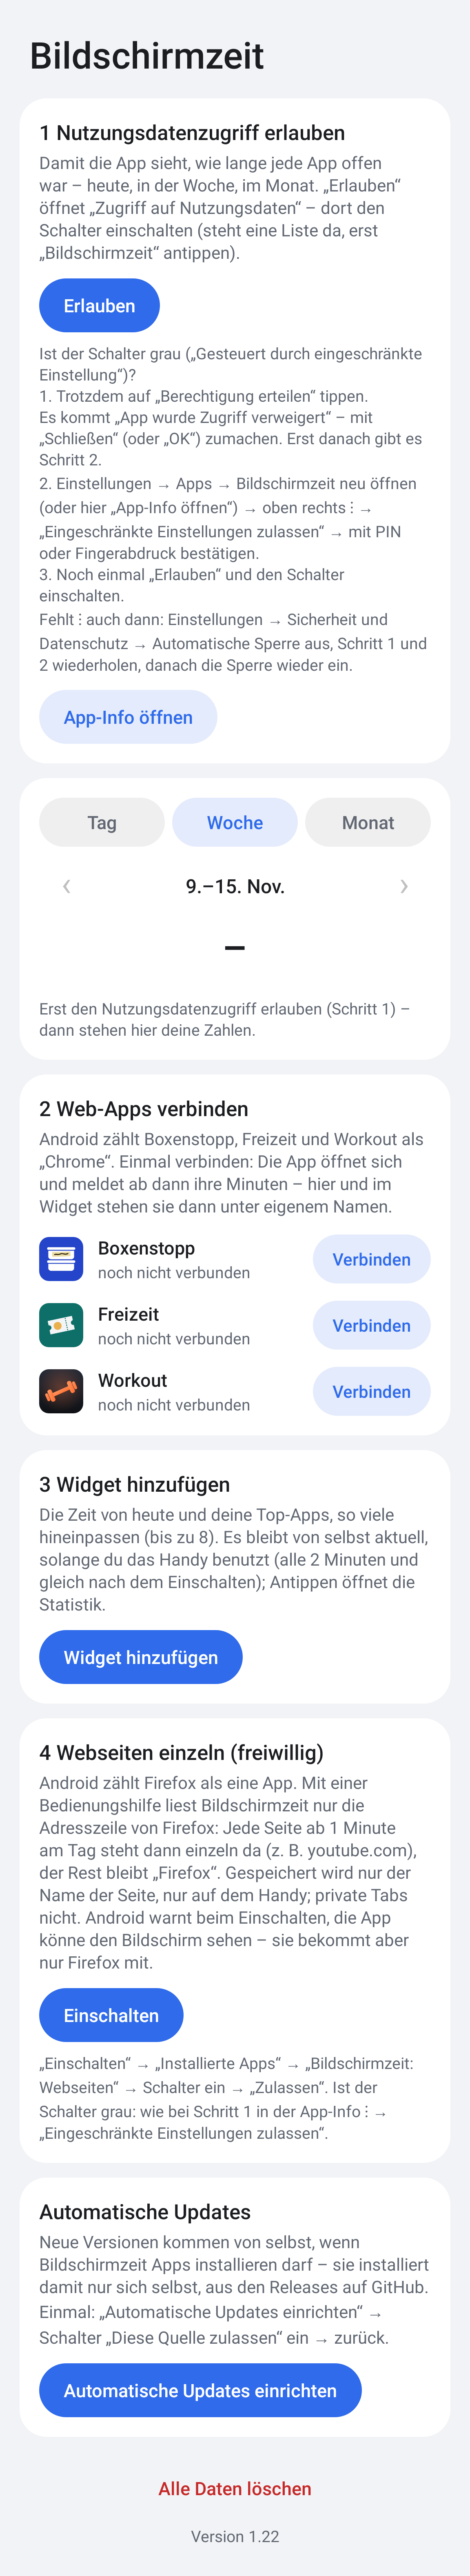 Bildschirmzeit
1 Nutzungsdatenzugriff erlauben
Damit die App sieht, wie lange jede App offen
war – heute, in der Woche, im Monat. „Erlauben“
öffnet „Zugriff auf Nutzungsdaten“ – dort den
Schalter einschalten (steht eine Liste da, erst
„Bildschirmzeit“ antippen).
Erlauben
Ist der Schalter grau („Gesteuert durch eingeschränkte
Einstellung“)?
1. Trotzdem auf „Berechtigung erteilen“ tippen.
Es kommt „App wurde Zugriff verweigert“ – mit
„Schließen“ (oder „OK“) zumachen. Erst danach gibt es
Schritt 2.
2. Einstellungen → Apps → Bildschirmzeit neu öffnen
(oder hier „App-Info öffnen“) → oben rechts ⋮ →
„Eingeschränkte Einstellungen zulassen“ → mit PIN
oder Fingerabdruck bestätigen.
3. Noch einmal „Erlauben“ und den Schalter
einschalten.
Fehlt ⋮ auch dann: Einstellungen → Sicherheit und
Datenschutz → Automatische Sperre aus, Schritt 1 und
2 wiederholen, danach die Sperre wieder ein.
App-Info öffnen
Tag Woche Monat
‹ 9.–15. Nov. ›
–
Erst den Nutzungsdatenzugriff erlauben (Schritt 1) –
dann stehen hier deine Zahlen.
2 Web-Apps verbinden
Android zählt Boxenstopp, Freizeit und Workout als
„Chrome“. Einmal verbinden: Die App öffnet sich
und meldet ab dann ihre Minuten – hier und im
Widget stehen sie dann unter eigenem Namen.
Boxenstopp
noch nicht verbunden
Verbinden
Freizeit
noch nicht verbunden
Verbinden
Workout
noch nicht verbunden
Verbinden
3 Widget hinzufügen
Die Zeit von heute und deine Top-Apps, so viele
hineinpassen (bis zu 8). Es bleibt von selbst aktuell,
solange du das Handy benutzt (alle 2 Minuten und
gleich nach dem Einschalten); Antippen öffnet die
Statistik.
Widget hinzufügen
4 Webseiten einzeln (freiwillig)
Android zählt Firefox als eine App. Mit einer
Bedienungshilfe liest Bildschirmzeit nur die
Adresszeile von Firefox: Jede Seite ab 1 Minute
am Tag steht dann einzeln da (z. B. youtube.com),
der Rest bleibt „Firefox“. Gespeichert wird nur der
Name der Seite, nur auf dem Handy; private Tabs
nicht. Android warnt beim Einschalten, die App
könne den Bildschirm sehen – sie bekommt aber
nur Firefox mit.
Einschalten
„Einschalten“ → „Installierte Apps“ → „Bildschirmzeit:
Webseiten“ → Schalter ein → „Zulassen“. Ist der
Schalter grau: wie bei Schritt 1 in der App-Info ⋮ →
„Eingeschränkte Einstellungen zulassen“.
Automatische Updates
Neue Versionen kommen von selbst, wenn
Bildschirmzeit Apps installieren darf – sie installiert
damit nur sich selbst, aus den Releases auf GitHub.
Einmal: „Automatische Updates einrichten“ →
Schalter „Diese Quelle zulassen“ ein → zurück.
Automatische Updates einrichten
Alle Daten löschen
Version 1.22